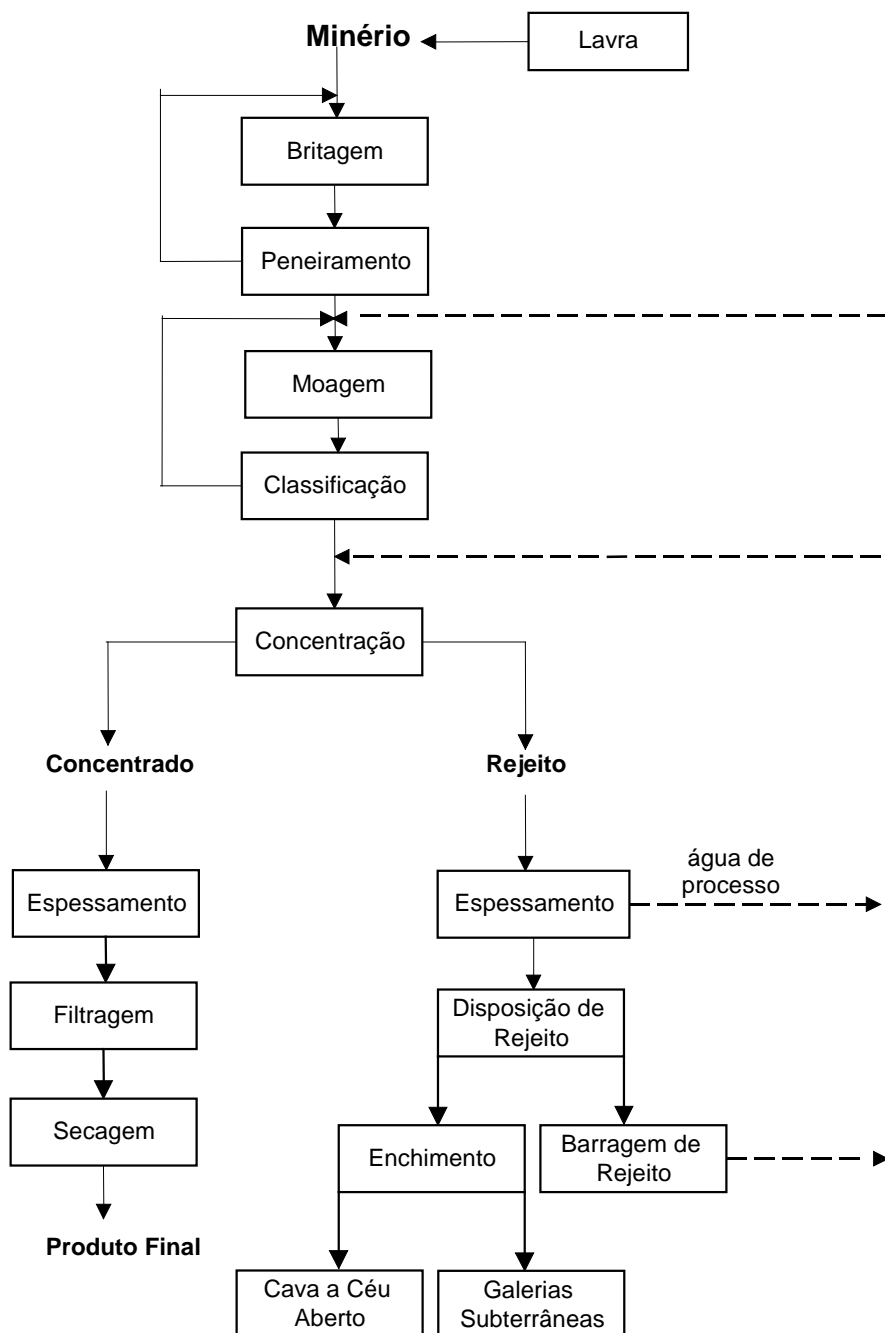 Minério
Lavra
Britagem
Peneiramento
Moagem
Classificação
Concentração
Concentrado
Rejeito
Espessamento
Espessamento
água de
processo
Filtragem
Disposição de
Rejeito
Secagem
Enchimento
Barragem de
Rejeito
Produto Final
Cava a Céu
Aberto
Galerias
Subterrâneas